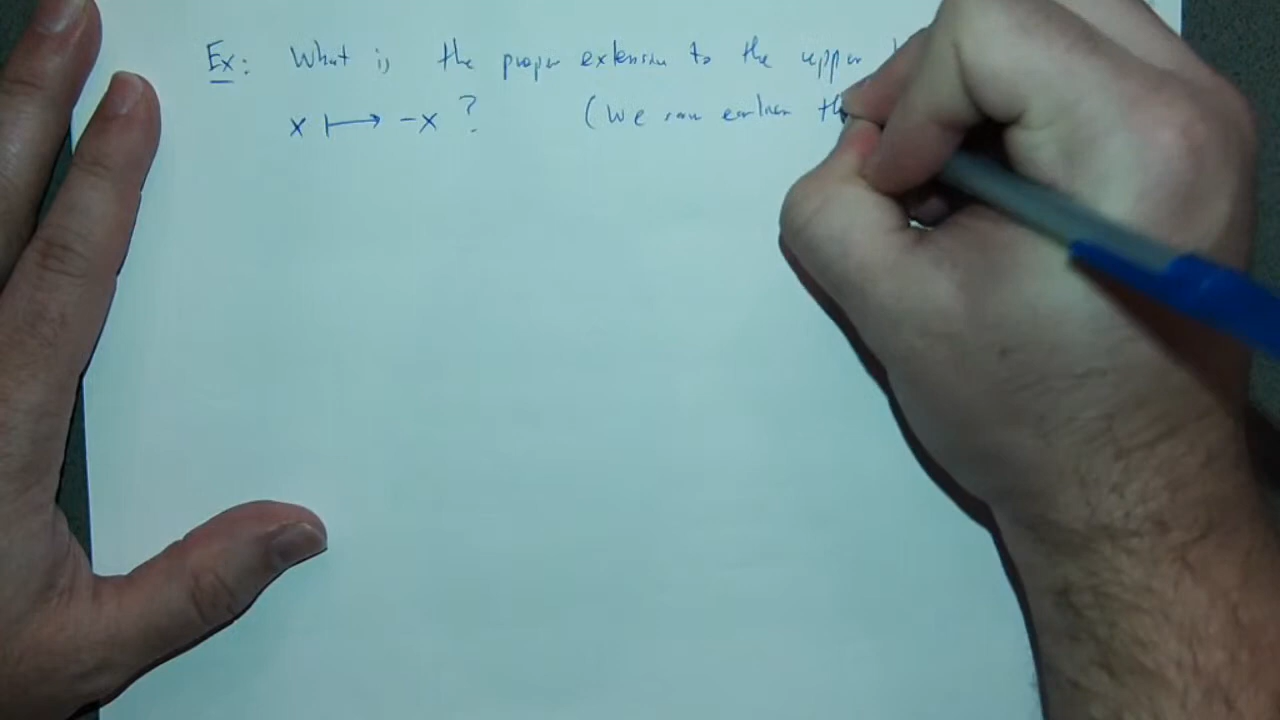 Ex: What is the proper extension to the upper
x ↦ -x ? (We saw earlier th